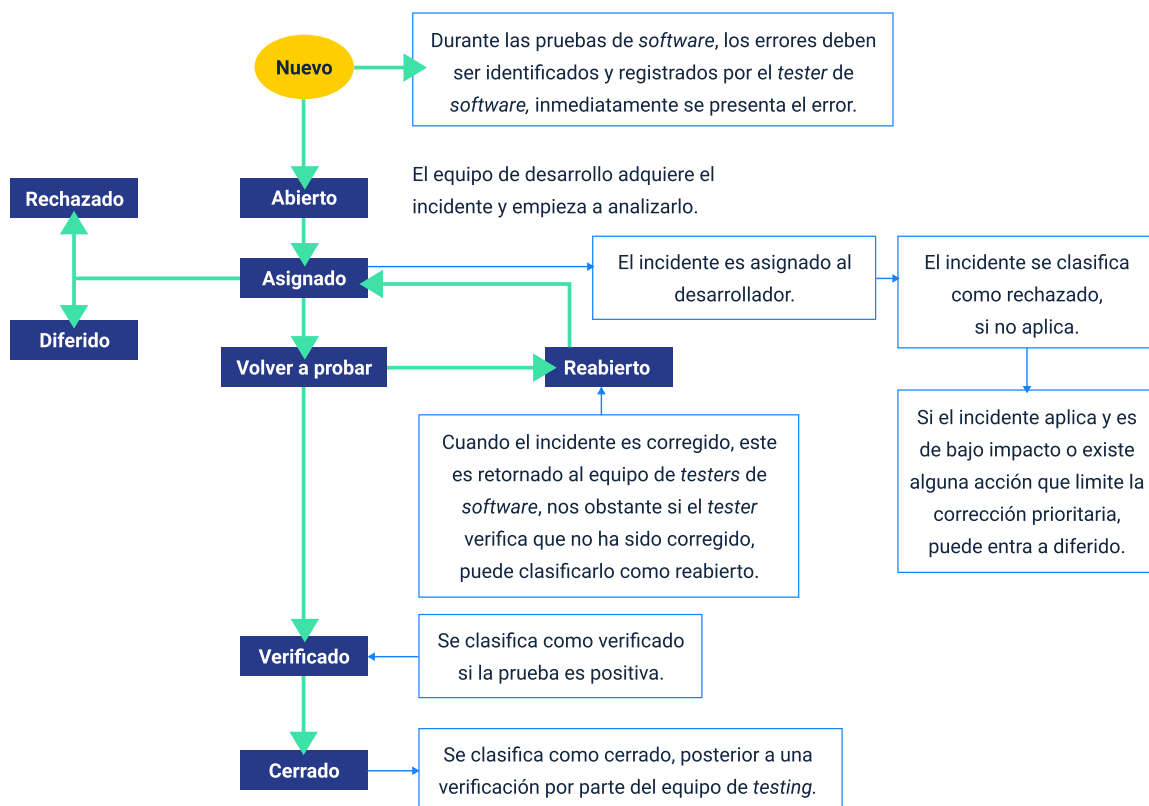 Nuevo
Durante las pruebas de software, los errores deben
ser identificados y registrados por el tester de
software, inmediatamente se presenta el error.
Rechazado
Abierto
El equipo de desarrollo adquiere el
incidente y empieza a analizarlo.
Asignado
El incidente es asignado al
desarrollador.
El incidente se clasifica
como rechazado,
si no aplica.
Diferido
Volver a probar
Reabierto
Si el incidente aplica y es
de bajo impacto o existe
alguna acción que limite la
corrección prioritaria,
puede entra a diferido.
Cuando el incidente es corregido, este
es retornado al equipo de testers de
software, nos obstante si el tester
verifica que no ha sido corregido,
puede clasificarlo como reabierto.
Verificado
Se clasifica como verificado
si la prueba es positiva.
Cerrado
Se clasifica como cerrado, posterior a una
verificación por parte del equipo de testing.